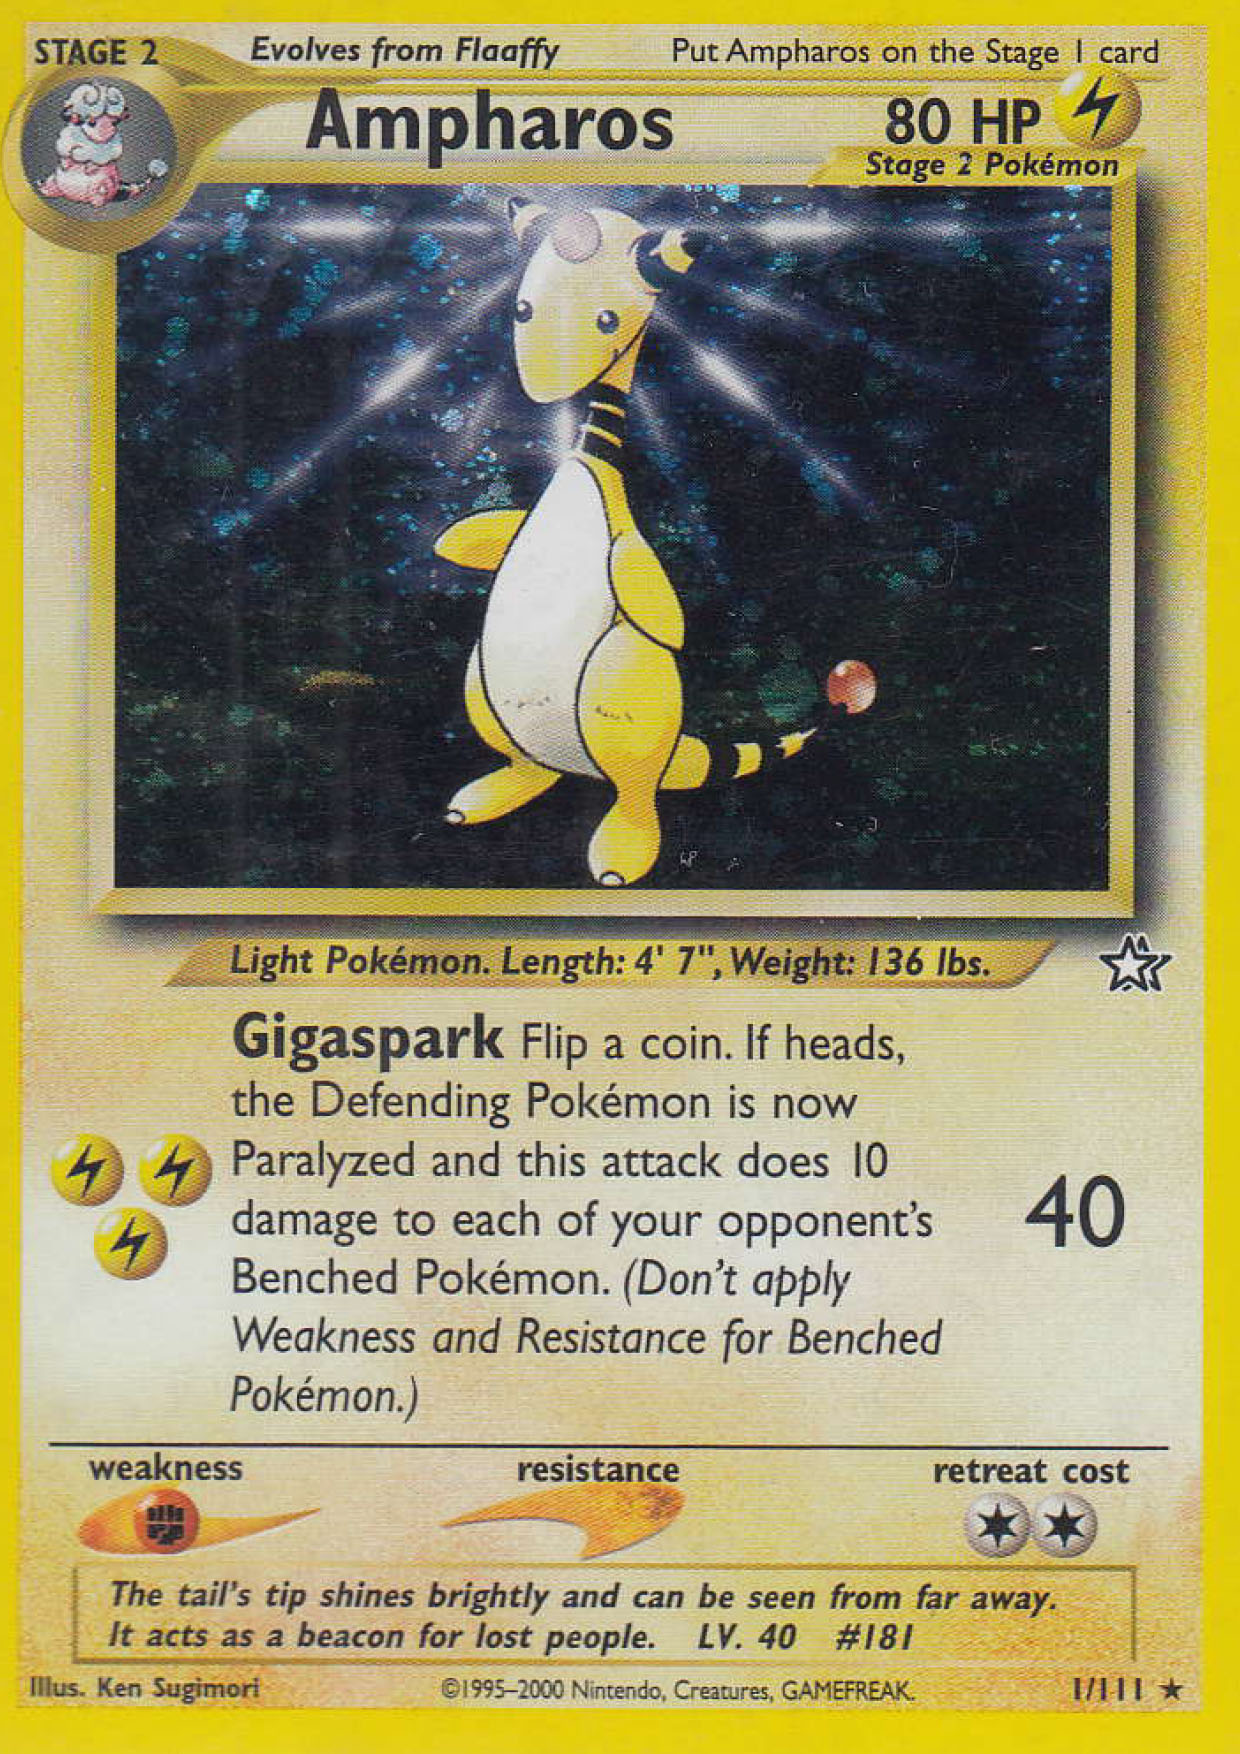 STAGE 2
Evolves from Flaaffy
Put Ampharos on the Stage 1 card
Ampharos
80 HP
Stage 2 Pokémon
Light Pokémon. Length: 4' 7", Weight: 136 lbs.
Gigaspark Flip a coin. If heads,
the Defending Pokémon is now
Paralyzed and this attack does 10
damage to each of your opponent's
Benched Pokémon. (Don't apply
Weakness and Resistance for Benched
Pokémon.)
40
weakness
resistance
retreat cost
The tail's tip shines brightly and can be seen from far away.
It acts as a beacon for lost people. LV. 40 #181
Illus. Ken Sugimori
©1995–2000 Nintendo, Creatures, GAMEFREAK.
1/111 ★